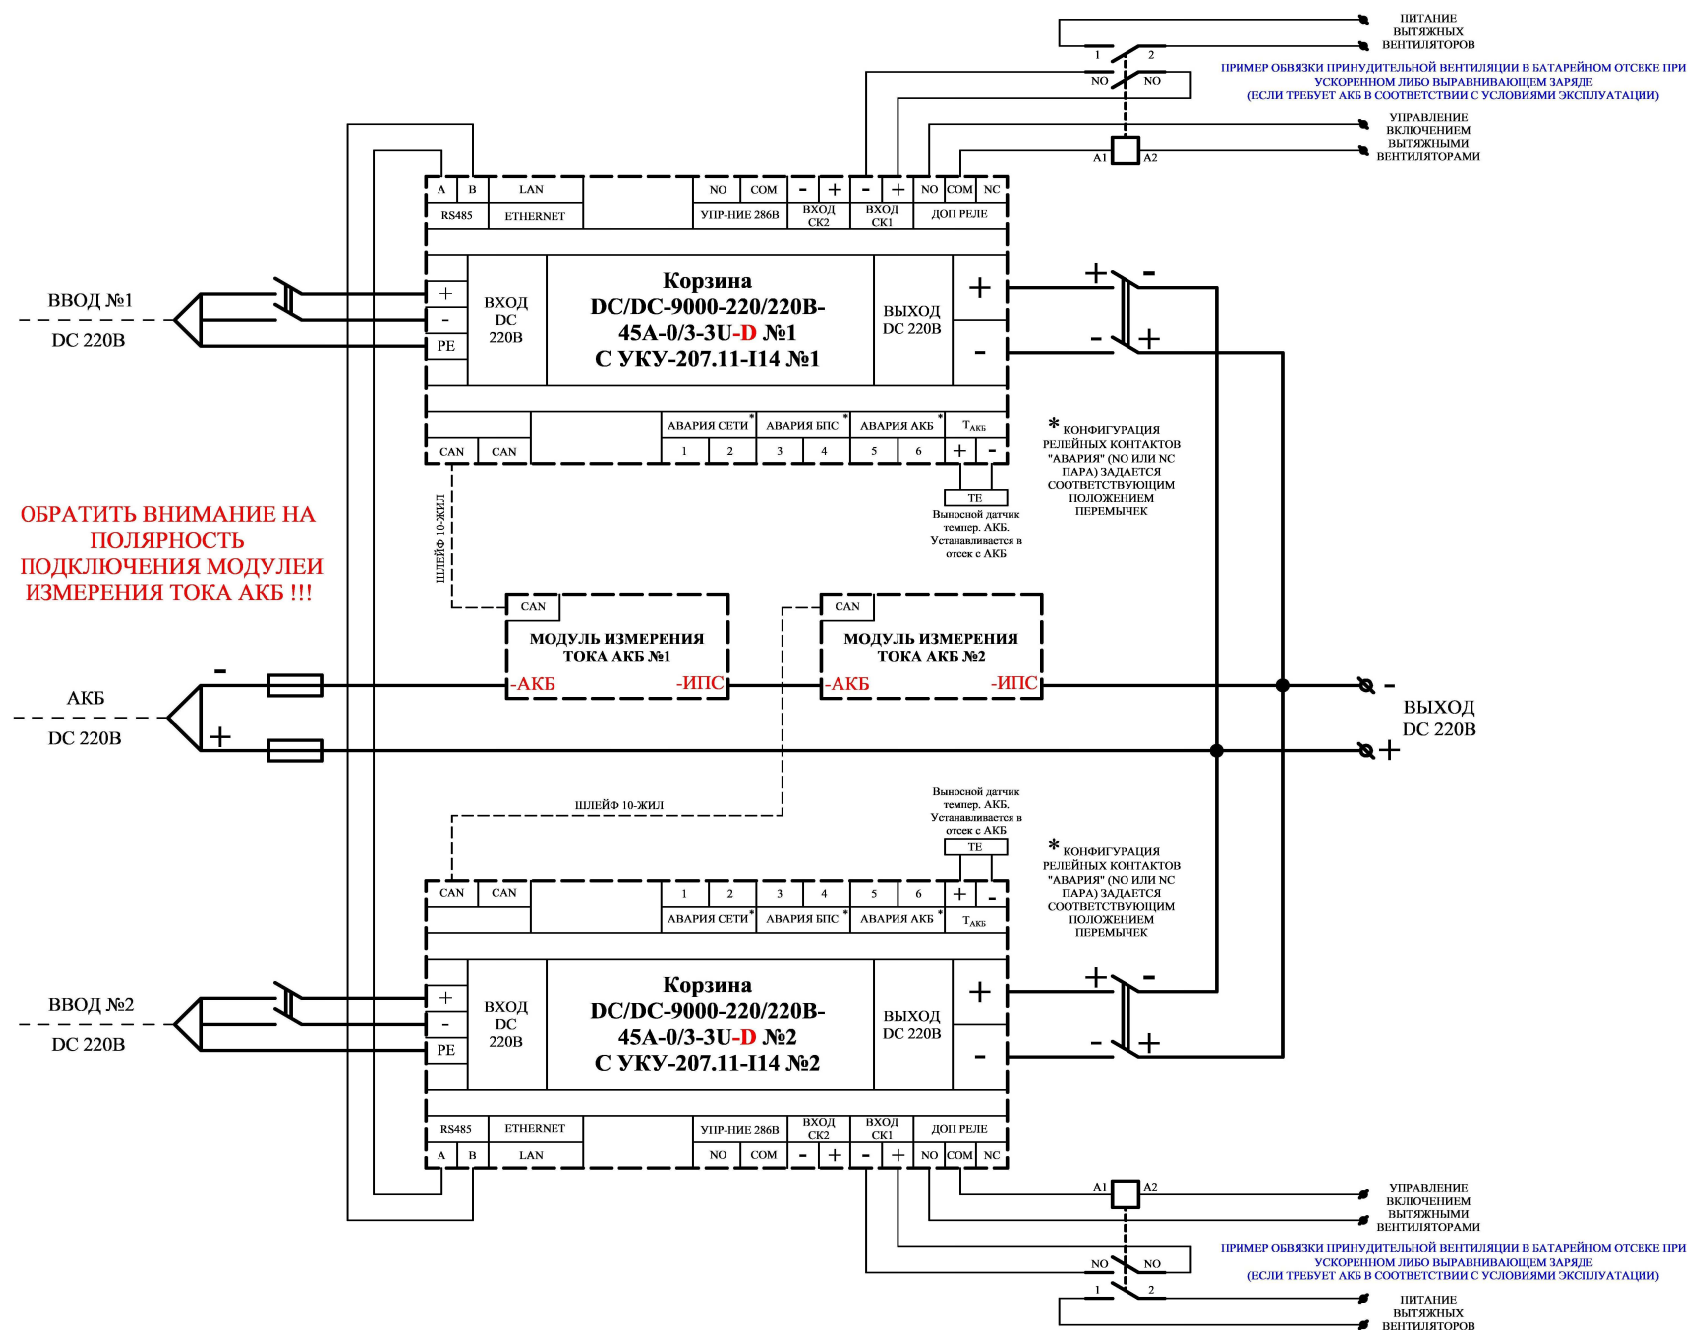 ПИТАНИЕ
ВЫТЯЖНЫХ
ВЕНТИЛЯТОРОВ
1 2
ПРИМЕР ОБВЯЗКИ ПРИНУДИТЕЛЬНОЙ ВЕНТИЛЯЦИИ В БАТАРЕЙНОМ ОТСЕКЕ ПРИ
УСКОРЕННОМ ЛИБО ВЫРАВНИВАЮЩЕМ ЗАРЯДЕ
(ЕСЛИ ТРЕБУЕТ АКБ В СООТВЕТСТВИИ С УСЛОВИЯМИ ЭКСПЛУАТАЦИИ)
NO NO
УПРАВЛЕНИЕ
ВКЛЮЧЕНИЕМ
ВЫТЯЖНЫМИ
ВЕНТИЛЯТОРАМИ
A1 A2
A B LAN NO COM - + - + NO COM NC
RS485 ETHERNET УПР-НИЕ 286В ВХОД СК2 ВХОД СК1 ДОП РЕЛЕ
ВВОД №1
DC 220В
+
-
PE
ВХОД
DC
220В
Корзина
DC/DC-9000-220/220В-
45А-0/3-3U-D №1
С УКУ-207.11-I14 №1
ВЫХОД
DC 220В
+
-
+ -
- +
АВАРИЯ СЕТИ* АВАРИЯ БПС* АВАРИЯ АКБ* ТАКБ
CAN CAN 1 2 3 4 5 6 + -
* КОНФИГУРАЦИЯ
РЕЛЕЙНЫХ КОНТАКТОВ
"АВАРИЯ" (NO ИЛИ NC
ПАРА) ЗАДАЕТСЯ
СООТВЕТСТВУЮЩИМ
ПОЛОЖЕНИЕМ
ПЕРЕМЫЧЕК
TE
Выносной датчик
темпер. АКБ.
Устанавливается в
отсек с АКБ
ШЛЕЙФ 10-ЖИЛ
ОБРАТИТЬ ВНИМАНИЕ НА
ПОЛЯРНОСТЬ
ПОДКЛЮЧЕНИЯ МОДУЛЕЙ
ИЗМЕРЕНИЯ ТОКА АКБ !!!
CAN
МОДУЛЬ ИЗМЕРЕНИЯ
ТОКА АКБ №1
-АКБ -ИПС
CAN
МОДУЛЬ ИЗМЕРЕНИЯ
ТОКА АКБ №2
-АКБ -ИПС
АКБ
DC 220В
-
+
-
ВЫХОД
DC 220В
+
ШЛЕЙФ 10-ЖИЛ
Выносной датчик
темпер. АКБ.
Устанавливается в
отсек с АКБ
TE
* КОНФИГУРАЦИЯ
РЕЛЕЙНЫХ КОНТАКТОВ
"АВАРИЯ" (NO ИЛИ NC
ПАРА) ЗАДАЕТСЯ
СООТВЕТСТВУЮЩИМ
ПОЛОЖЕНИЕМ
ПЕРЕМЫЧЕК
CAN CAN 1 2 3 4 5 6 + -
АВАРИЯ СЕТИ* АВАРИЯ БПС* АВАРИЯ АКБ* ТАКБ
ВВОД №2
DC 220В
+
-
PE
ВХОД
DC
220В
Корзина
DC/DC-9000-220/220В-
45А-0/3-3U-D №2
С УКУ-207.11-I14 №2
ВЫХОД
DC 220В
+
-
+ -
- +
RS485 ETHERNET УПР-НИЕ 286В ВХОД СК2 ВХОД СК1 ДОП РЕЛЕ
A B LAN NO COM - + - + NO COM NC
A1 A2
УПРАВЛЕНИЕ
ВКЛЮЧЕНИЕМ
ВЫТЯЖНЫМИ
ВЕНТИЛЯТОРАМИ
ПРИМЕР ОБВЯЗКИ ПРИНУДИТЕЛЬНОЙ ВЕНТИЛЯЦИИ В БАТАРЕЙНОМ ОТСЕКЕ ПРИ
УСКОРЕННОМ ЛИБО ВЫРАВНИВАЮЩЕМ ЗАРЯДЕ
(ЕСЛИ ТРЕБУЕТ АКБ В СООТВЕТСТВИИ С УСЛОВИЯМИ ЭКСПЛУАТАЦИИ)
NO NO
1 2
ПИТАНИЕ
ВЫТЯЖНЫХ
ВЕНТИЛЯТОРОВ